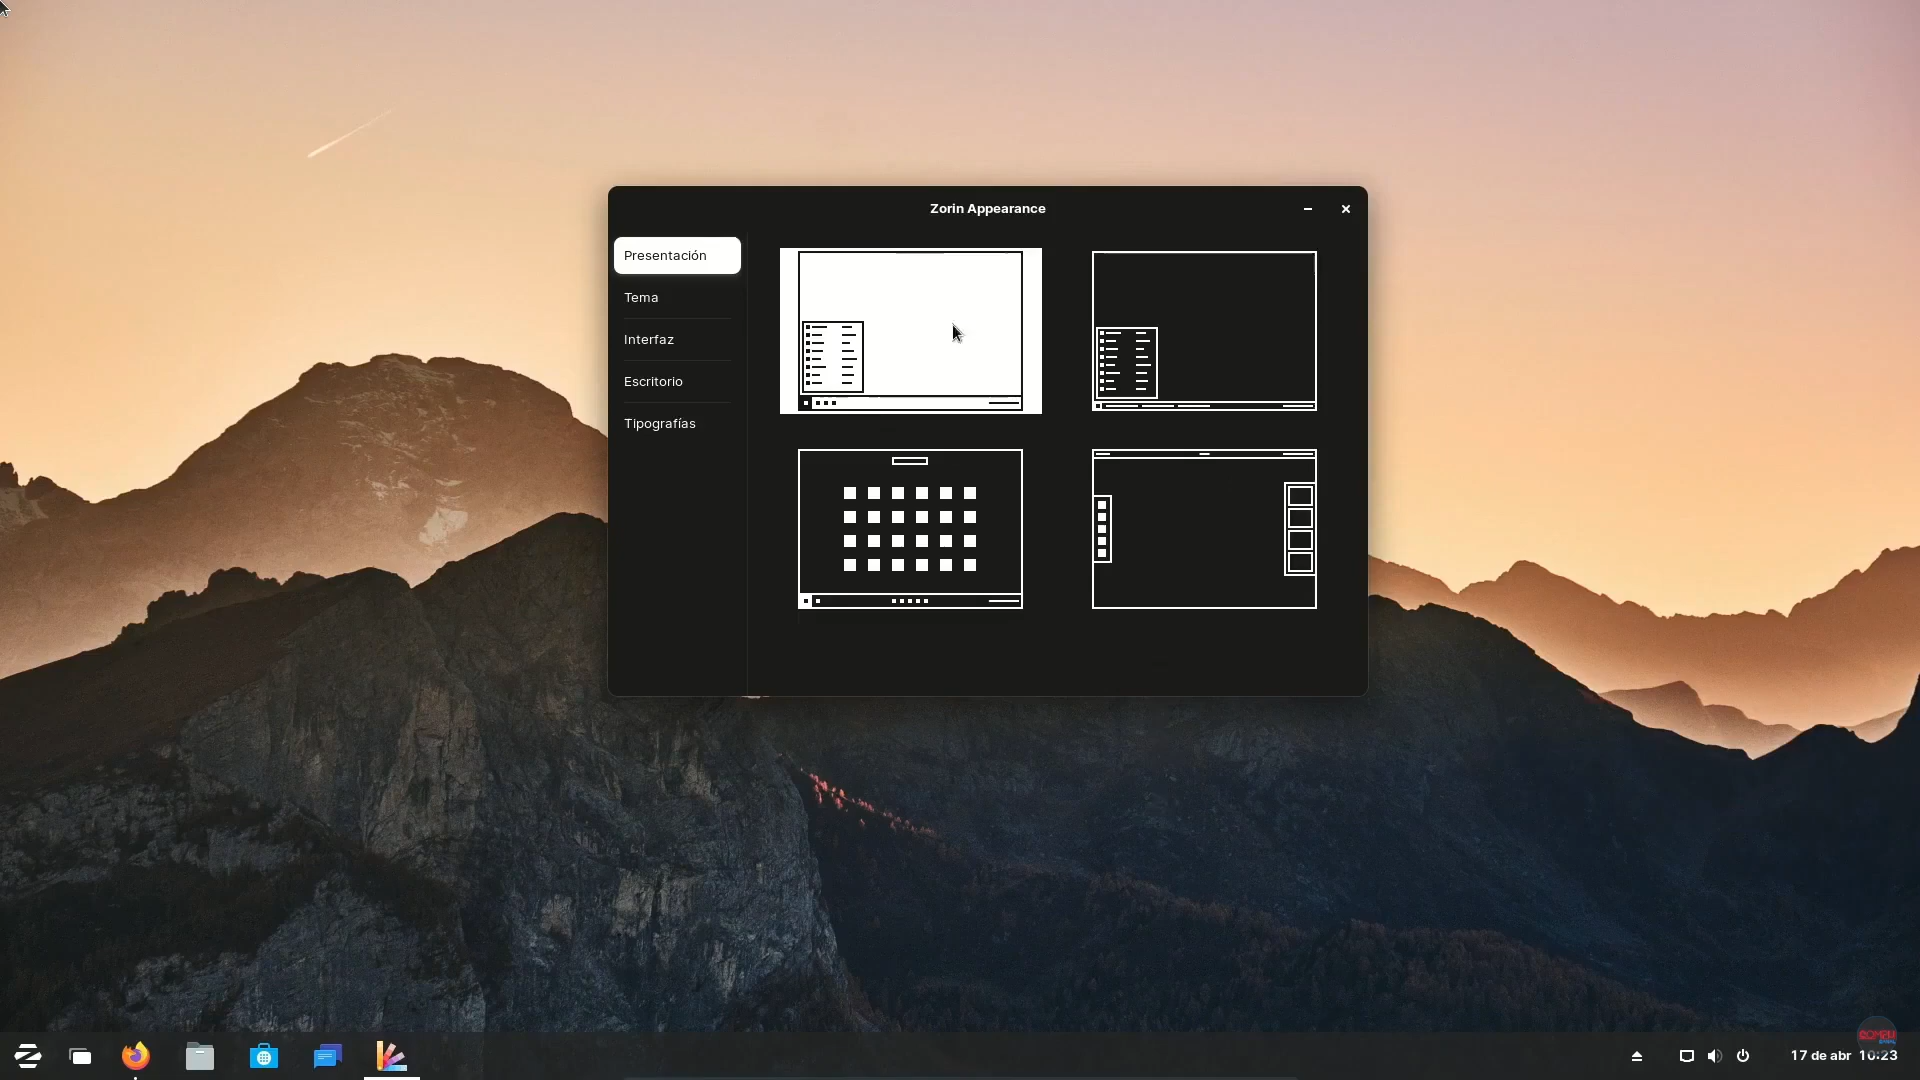 Zorin Appearance
Presentación
Tema
Interfaz
Escritorio
Tipografías
17 de abr 10:23